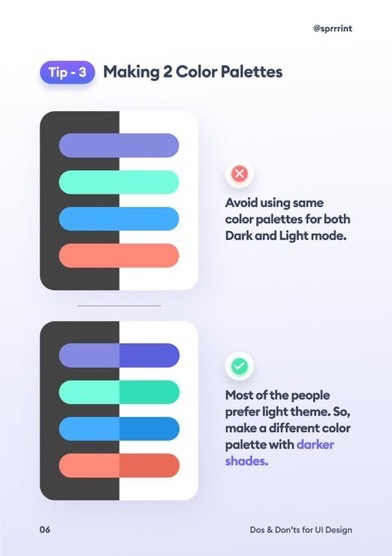 @sprrrint
Tip - 3 Making 2 Color Palettes
Avoid using same
color palettes for both
Dark and Light mode.
Most of the people
prefer light theme. So,
make a different color
palette with darker
shades.
06 Dos & Don'ts for UI Design